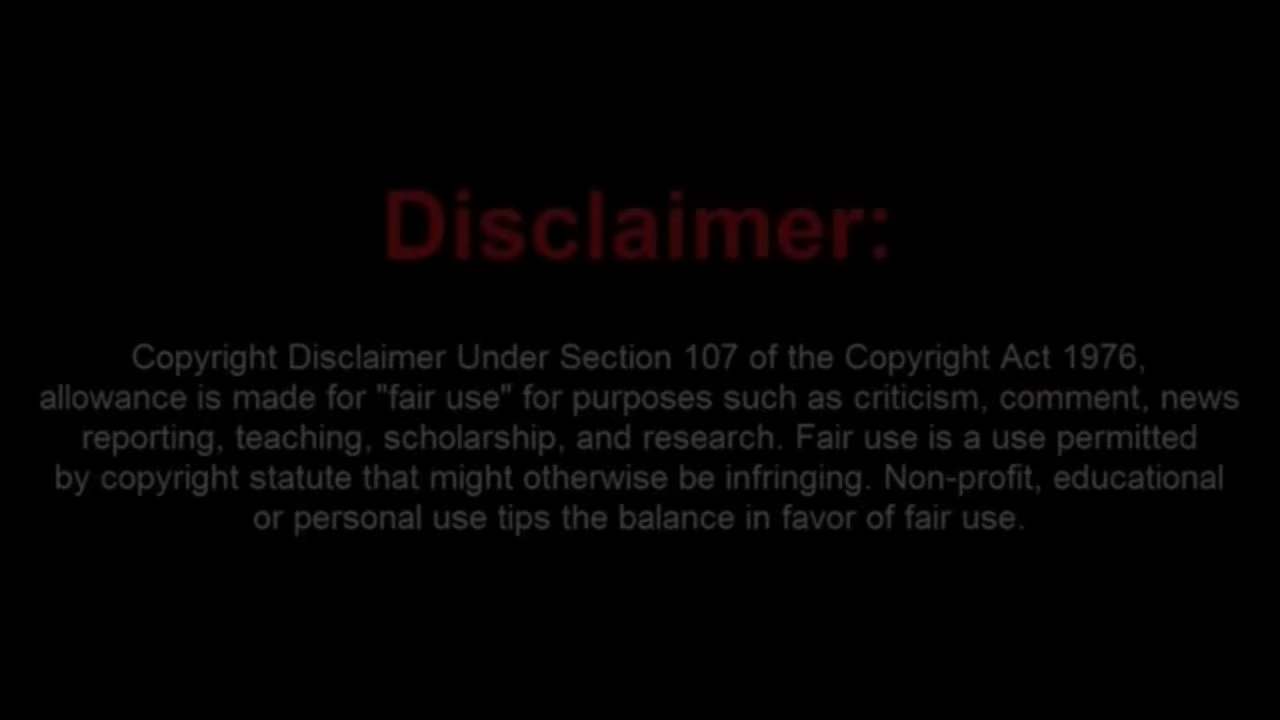 Disclaimer:
Copyright Disclaimer Under Section 107 of the Copyright Act 1976,
allowance is made for "fair use" for purposes such as criticism, comment, news
reporting, teaching, scholarship, and research. Fair use is a use permitted
by copyright statute that might otherwise be infringing. Non-profit, educational
or personal use tips the balance in favor of fair use.